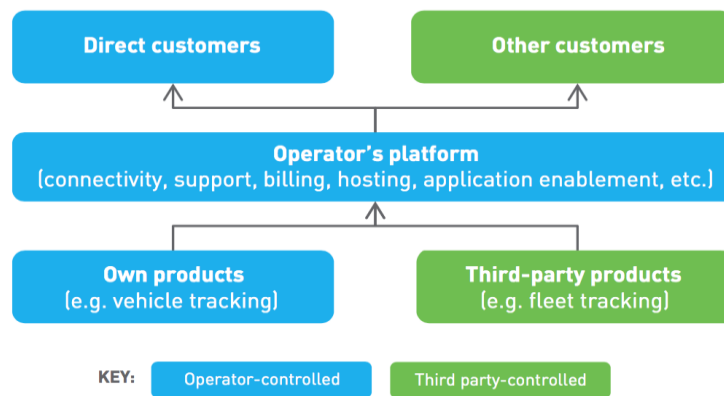 Direct customers
Other customers
Operator’s platform
(connectivity, support, billing, hosting, application enablement, etc.)
Own products
(e.g. vehicle tracking)
Third-party products
(e.g. fleet tracking)
KEY:
Operator-controlled
Third party-controlled